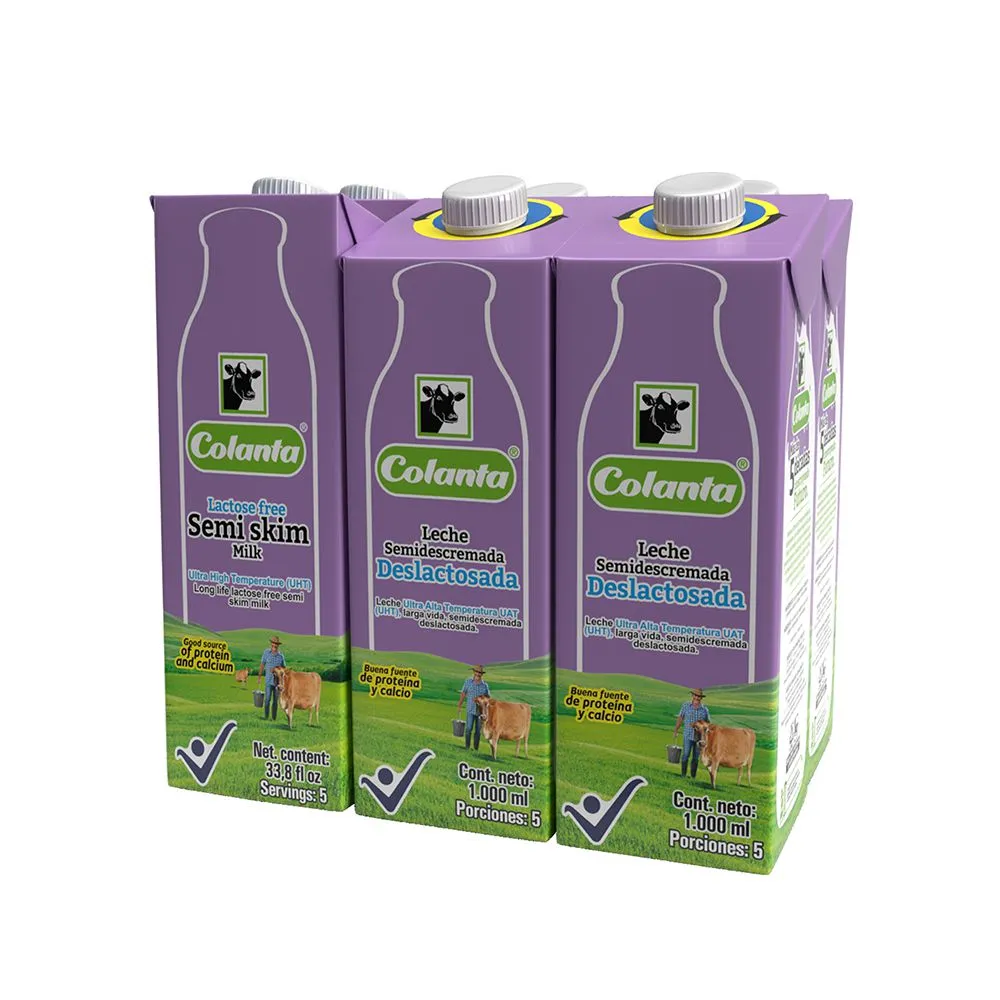 Colanta®
Lactose free
Semi skim
Milk
Ultra High Temperature (UHT)
Long life lactose free semi
skim milk
Good source
of protein
and calcium
Net. content:
33,8 fl oz
Servings: 5
Colanta®
Leche
Semidescremada
Deslactosada
Leche Ultra Alta Temperatura UAT
(UHT), larga vida, semidescremada
deslactosada.
Buena fuente
de proteína
y calcio
Cont. neto:
1.000 ml
Porciones: 5
Colanta®
Leche
Semidescremada
Deslactosada
Leche Ultra Alta Temperatura UAT
(UHT), larga vida, semidescremada
deslactosada.
Buena fuente
de proteína
y calcio
Cont. neto:
1.000 ml
Porciones: 5
Colanta